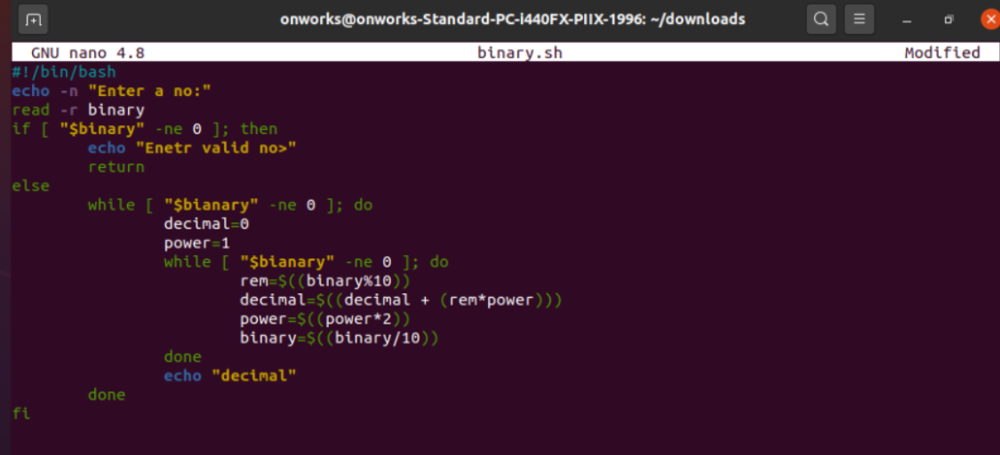 onworks@onworks-Standard-PC-i440FX-PIIX-1996: ~/downloads
GNU nano 4.8 binary.sh Modified
#!/bin/bash
echo -n "Enter a no:"
read -r binary
if [ "$binary" -ne 0 ]; then
        echo "Enetr valid no>"
        return
else
        while [ "$bianary" -ne 0 ]; do
                decimal=0
                power=1
                while [ "$bianary" -ne 0 ]; do
                        rem=$((binary%10))
                        decimal=$((decimal + (rem*power)))
                        power=$((power*2))
                        binary=$((binary/10))
                done
                echo "decimal"
        done
fi